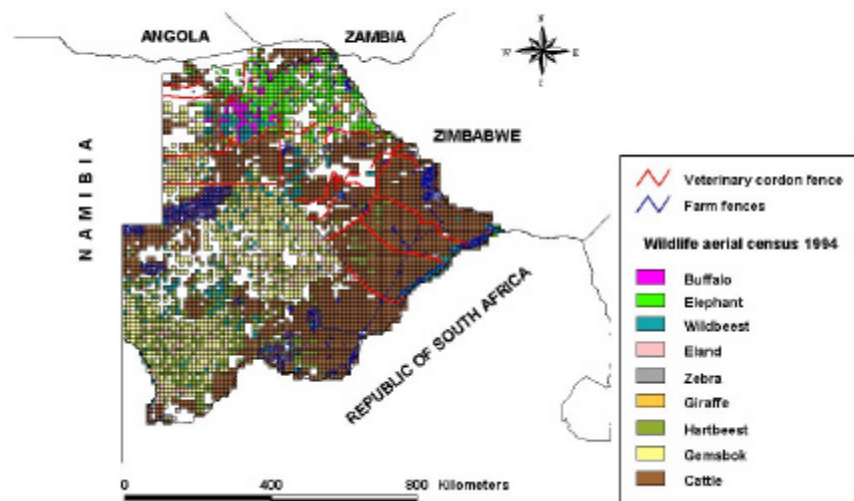 ANGOLA
ZAMBIA
N
W
E
ZIMBABWE
NAMIBIA
REPUBLIC OF SOUTH AFRICA
Veterinary cordon fence
Farm fences
Wildlife aerial census 1994
Buffalo
Elephant
Wildbeest
Eland
Zebra
Giraffe
Hartbeest
Gemsbok
Cattle
0 400 800 Kilometers